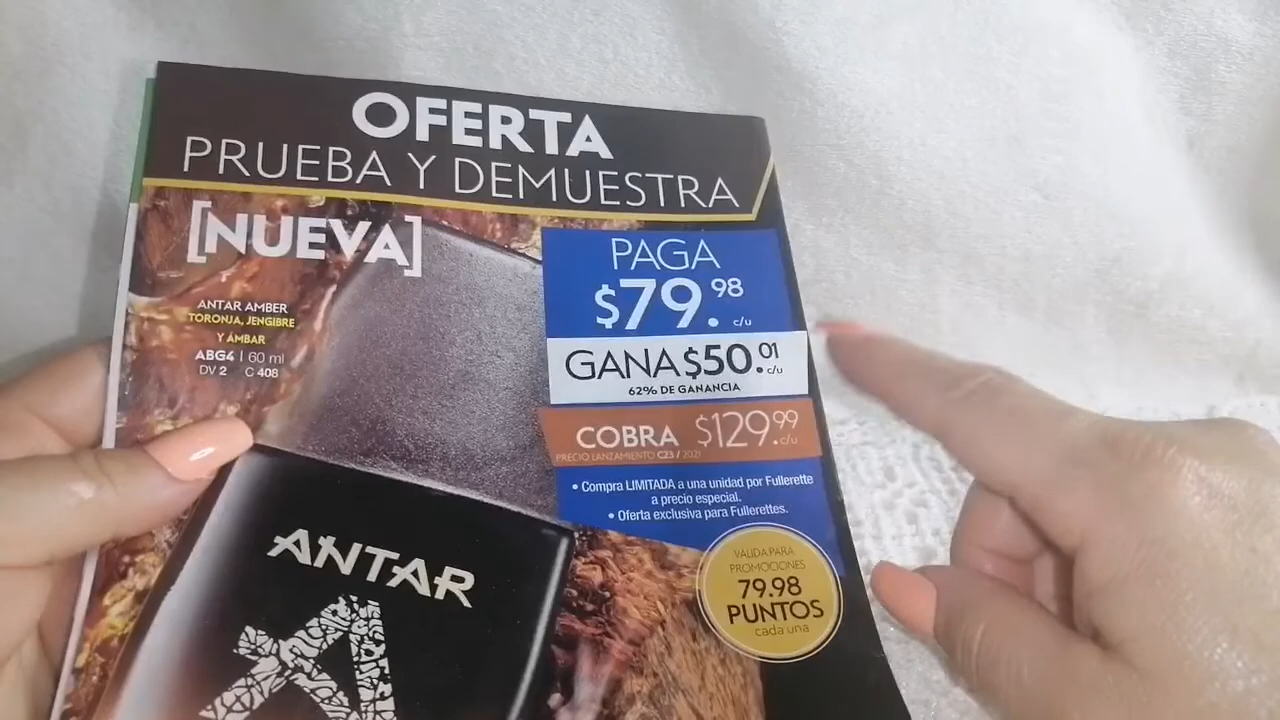 OFERTA
PRUEBA Y DEMUESTRA
[NUEVA]
ANTAR AMBER
TORONJA, JENGIBRE
Y ÁMBAR
ABG4 | 60 ml
DV 2 C 408
PAGA
$79.98 c/u
GANA $50.01 c/u
62% DE GANANCIA
COBRA $129.99 c/u
PRECIO LANZAMIENTO C23 / 2021
• Compra LIMITADA a una unidad por Fullerette
a precio especial.
• Oferta exclusiva para Fullerettes.
VALIDA PARA
PROMOCIONES
79.98
PUNTOS
cada una
ANTAR
A